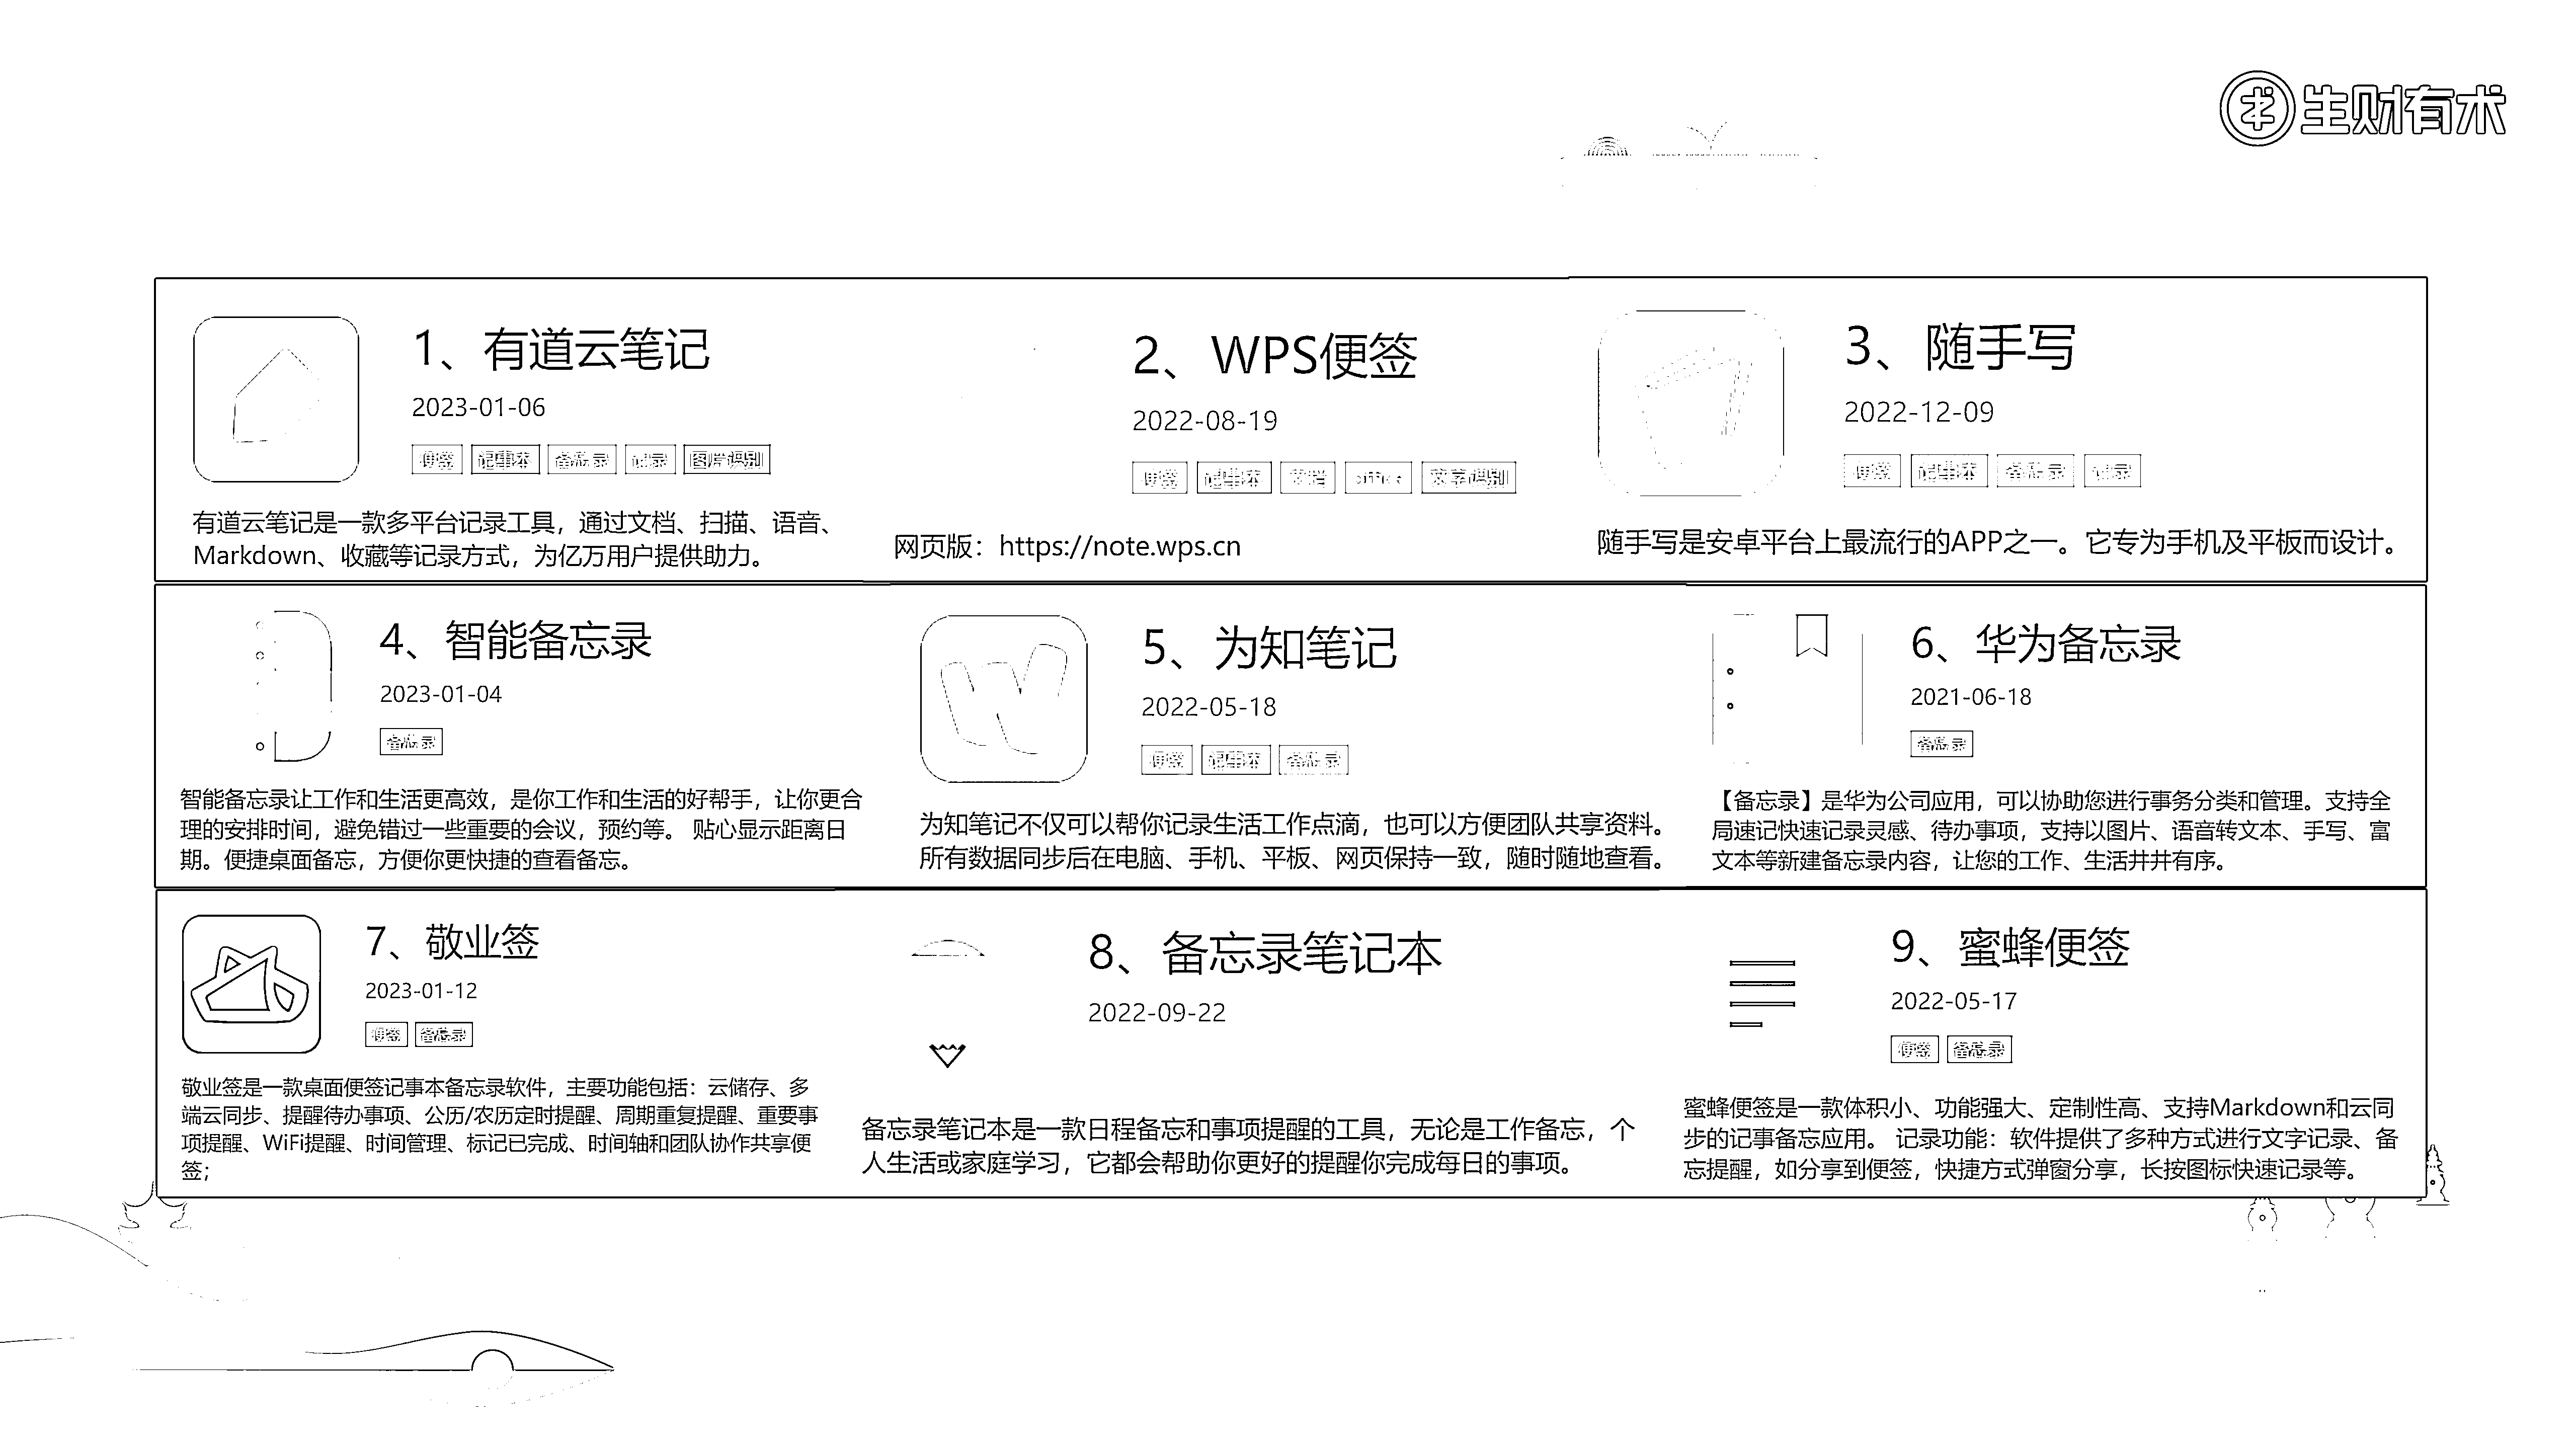 生财有术
1、有道云笔记
2023-01-06
便签 记事本 备忘录 记录 图片识别
有道云笔记是一款多平台记录工具，通过文档、扫描、语音、
Markdown、收藏等记录方式，为亿万用户提供助力。
2、WPS便签
2022-08-19
便签 记事本 文档 office 文字识别
网页版：https://note.wps.cn
3、随手写
2022-12-09
便签 记事本 备忘录 记录
随手写是安卓平台上最流行的APP之一。它专为手机及平板而设计。
4、智能备忘录
2023-01-04
备忘录
智能备忘录让工作和生活更高效，是你工作和生活的好帮手，让你更合
理的安排时间，避免错过一些重要的会议，预约等。 贴心显示距离日
期。便捷桌面备忘，方便你更快捷的查看备忘。
5、为知笔记
2022-05-18
便签 记事本 备忘录
为知笔记不仅可以帮你记录生活工作点滴，也可以方便团队共享资料。
所有数据同步后在电脑、手机、平板、网页保持一致，随时随地查看。
6、华为备忘录
2021-06-18
备忘录
【备忘录】是华为公司应用，可以协助您进行事务分类和管理。支持全
局速记快速记录灵感、待办事项，支持以图片、语音转文本、手写、富
文本等新建备忘录内容，让您的工作、生活井井有序。
7、敬业签
2023-01-12
便签 备忘录
敬业签是一款桌面便签记事本备忘录软件，主要功能包括：云储存、多
端云同步、提醒待办事项、公历/农历定时提醒、周期重复提醒、重要事
项提醒、WiFi提醒、时间管理、标记已完成、时间轴和团队协作共享便
签;
8、备忘录笔记本
2022-09-22
备忘录笔记本是一款日程备忘和事项提醒的工具，无论是工作备忘，个
人生活或家庭学习，它都会帮助你更好的提醒你完成每日的事项。
9、蜜蜂便签
2022-05-17
便签 备忘录
蜜蜂便签是一款体积小、功能强大、定制性高、支持Markdown和云同
步的记事备忘应用。 记录功能：软件提供了多种方式进行文字记录、备
忘提醒，如分享到便签，快捷方式弹窗分享，长按图标快速记录等。